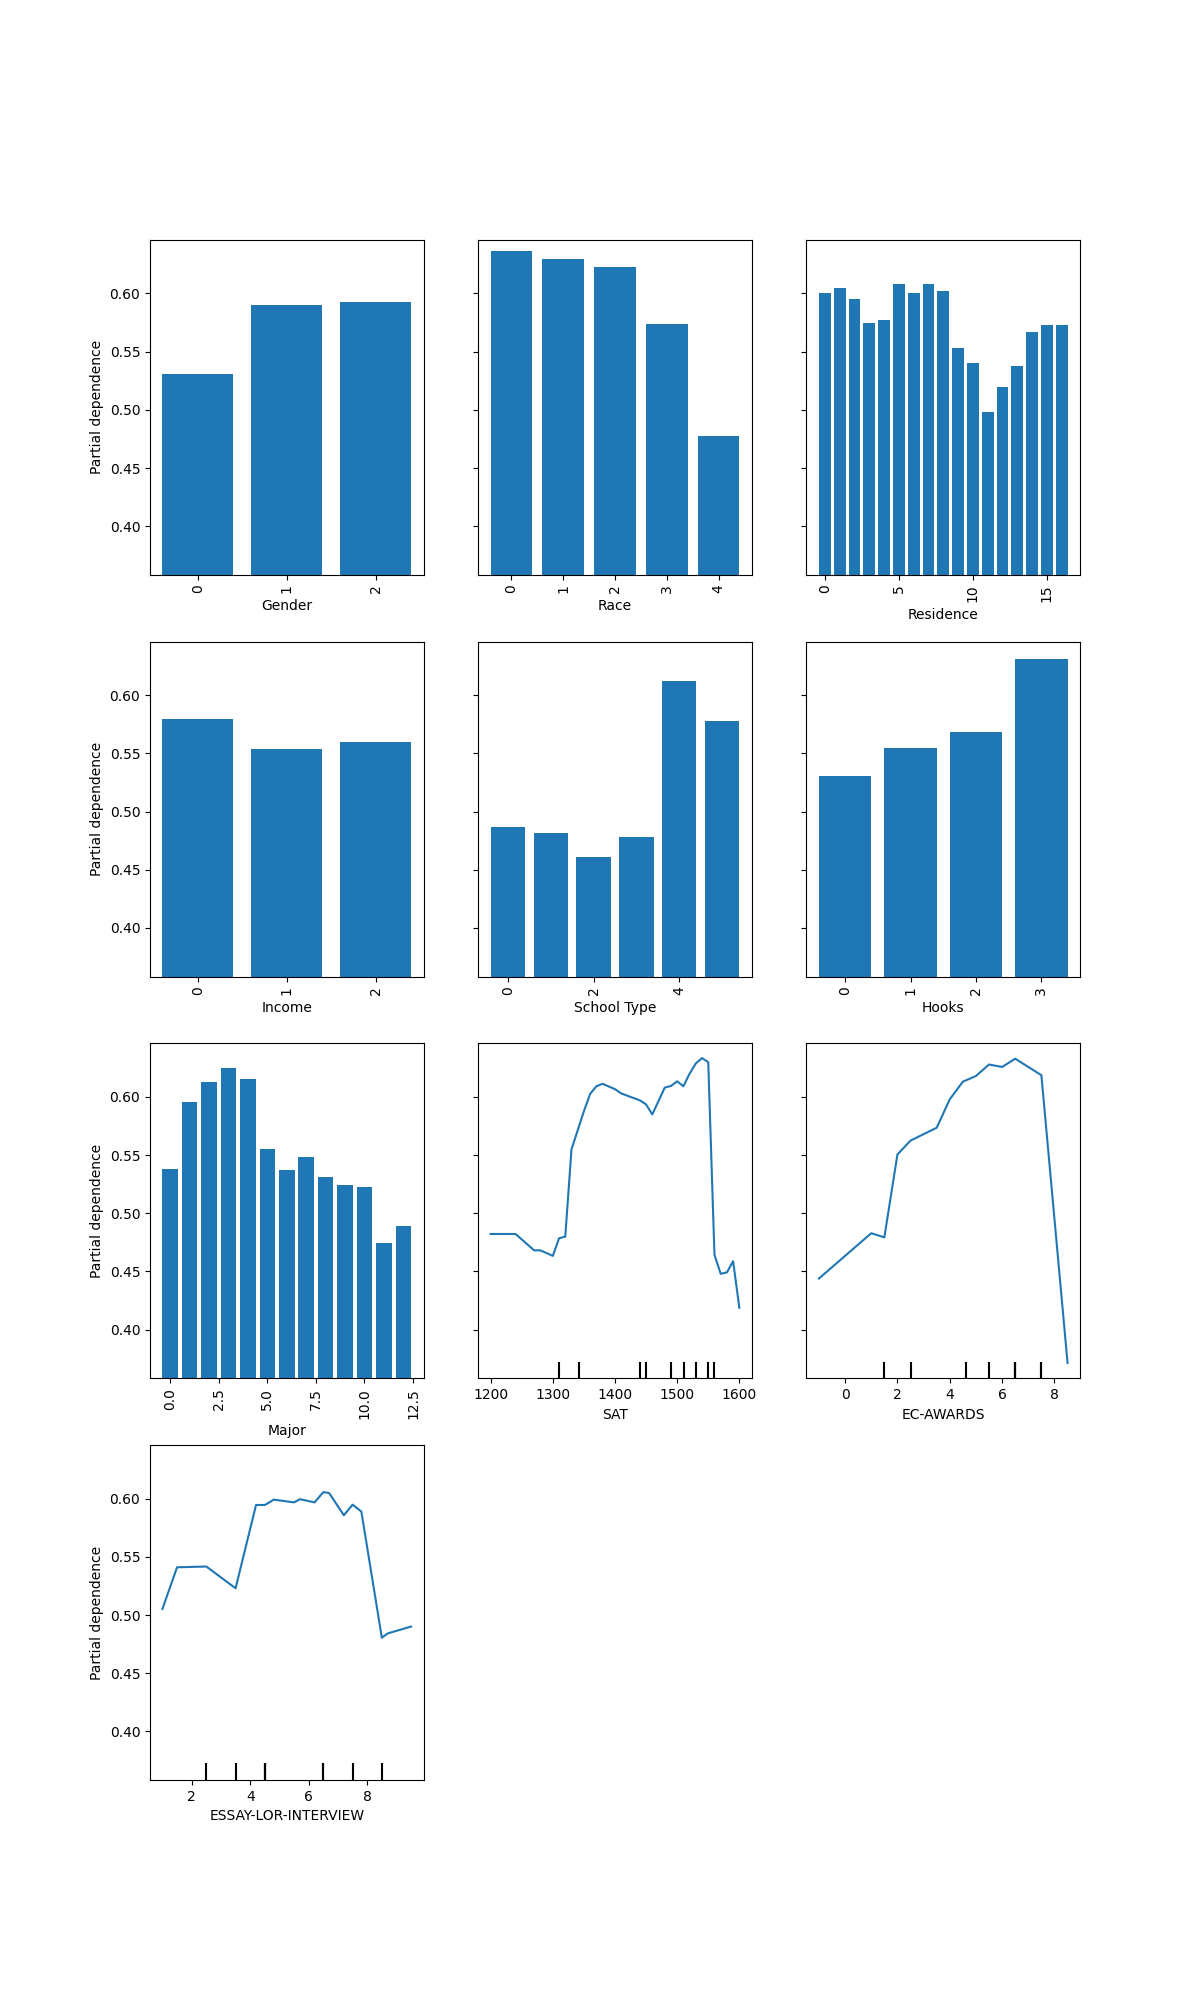 Partial dependence
0.60
0.55
0.50
0.45
0.40
0 1 2
Gender
0 1 2 3 4
Race
0 5 10 15
Residence
Partial dependence
0.60
0.55
0.50
0.45
0.40
0 1 2
Income
0 2 4
School Type
0 1 2 3
Hooks
Partial dependence
0.60
0.55
0.50
0.45
0.40
0.0 2.5 5.0 7.5 10.0 12.5
Major
1200 1300 1400 1500 1600
SAT
0 2 4 6 8
EC-AWARDS
Partial dependence
0.60
0.55
0.50
0.45
0.40
2 4 6 8
ESSAY-LOR-INTERVIEW